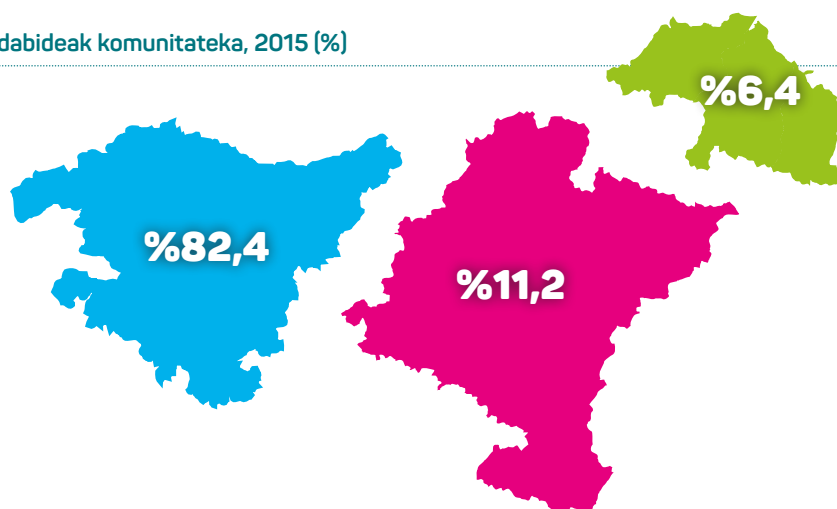 dabideak komunitateka, 2015 (%)
%6,4
%82,4
%11,2